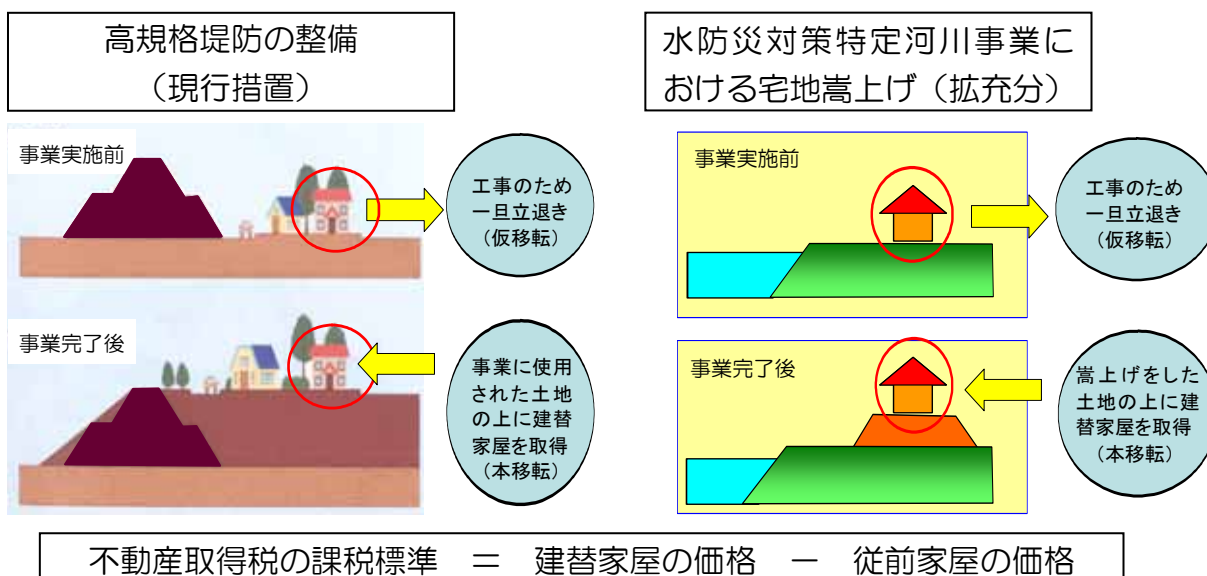 高規格堤防の整備
（現行措置）
事業実施前
工事のため
一旦立退き
（仮移転）
事業完了後
事業に使用
された土地
の上に建替
家屋を取得
（本移転）
水防災対策特定河川事業に
おける宅地嵩上げ（拡充分）
事業実施前
工事のため
一旦立退き
（仮移転）
事業完了後
嵩上げをした
土地の上に建
替家屋を取得
（本移転）
不動産取得税の課税標準　＝　建替家屋の価格　－　従前家屋の価格